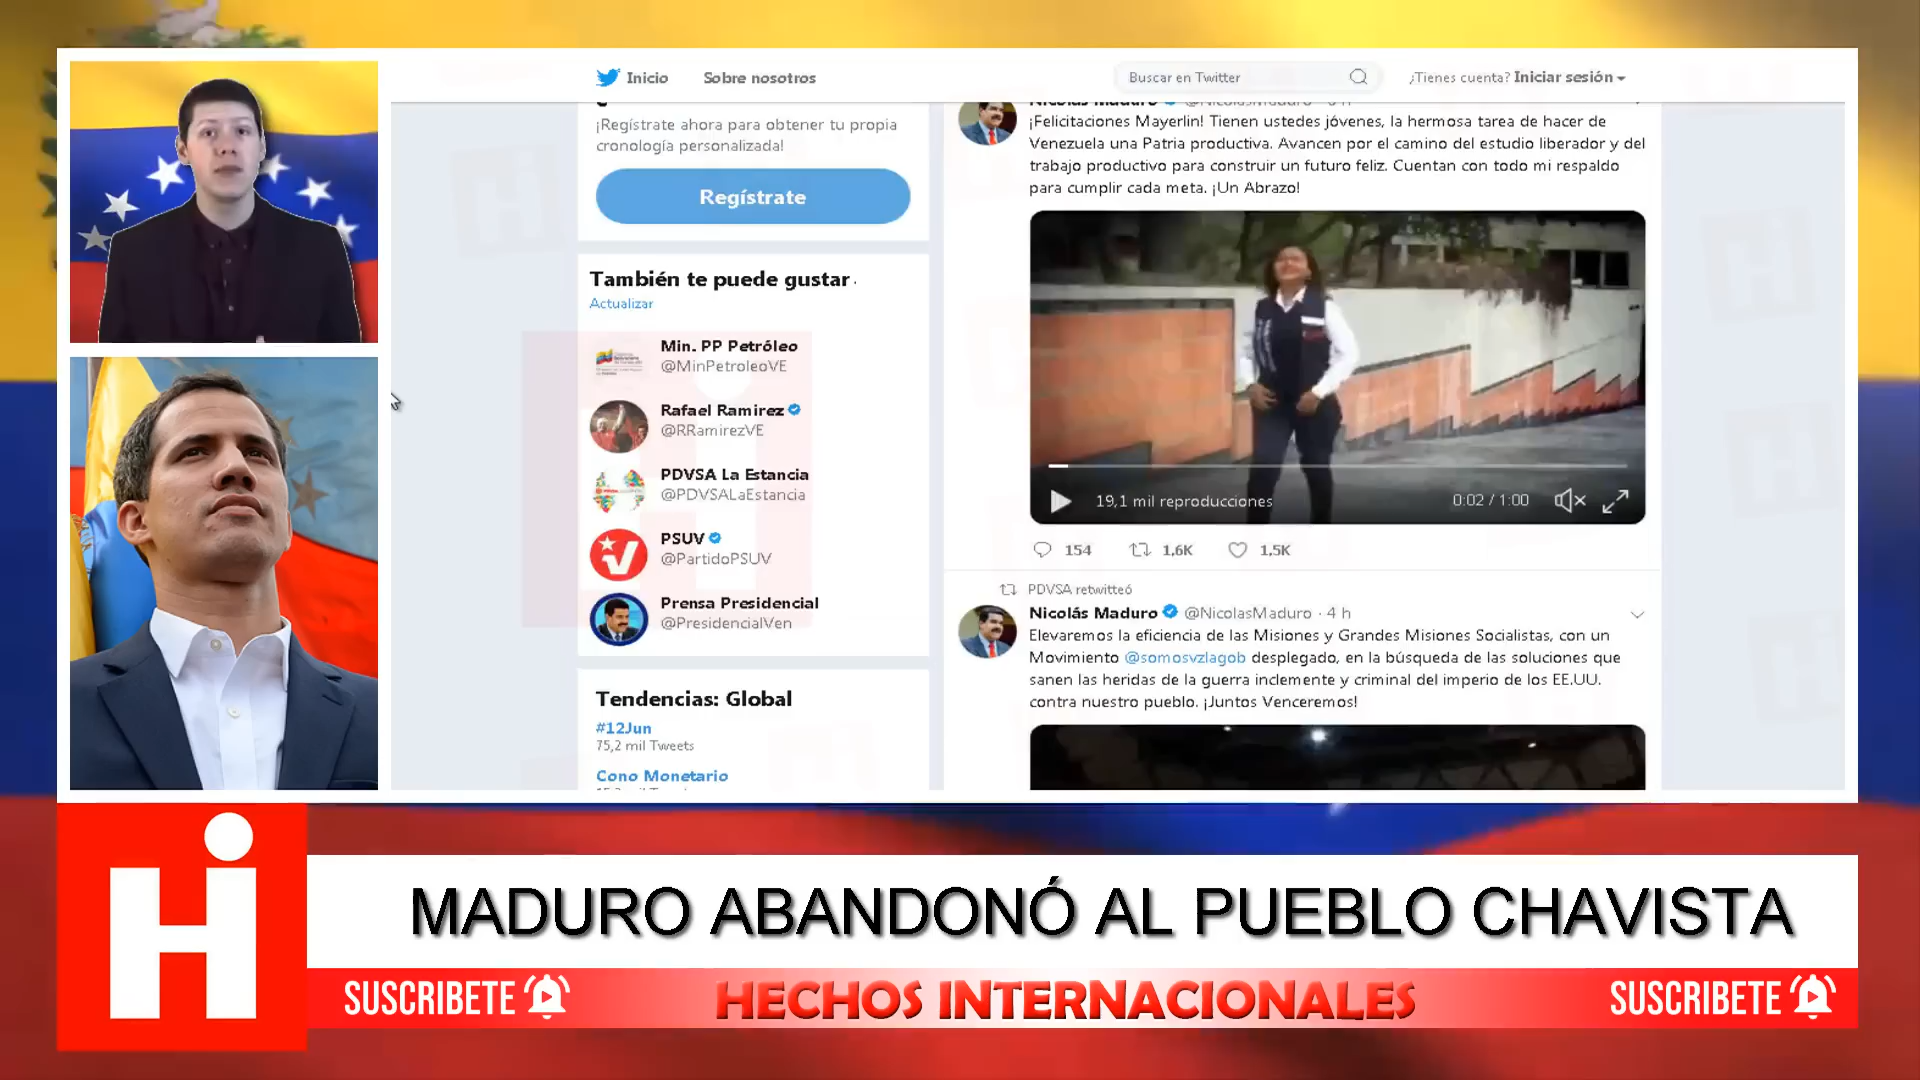 Inicio
Sobre nosotros
Buscar en Twitter
¿Tienes cuenta? Iniciar sesión
¡Regístrate ahora para obtener tu propia
cronología personalizada!
Regístrate
También te puede gustar ·
Actualizar
Min. PP Petróleo
@MinPetroleoVE
Rafael Ramirez
@RRamirezVE
PDVSA La Estancia
@PDVSALaEstancia
PSUV
@PartidoPSUV
Prensa Presidencial
@PresidencialVen
Tendencias: Global
#12Jun
75,2 mil Tweets
Cono Monetario
Nicolás Maduro @NicolasMaduro
¡Felicitaciones Mayerlin! Tienen ustedes jóvenes, la hermosa tarea de hacer de
Venezuela una Patria productiva. Avancen por el camino del estudio liberador y del
trabajo productivo para construir un futuro feliz. Cuentan con todo mi respaldo
para cumplir cada meta. ¡Un Abrazo!
19,1 mil reproducciones
0:02 / 1:00
154 1,6K 1,5K
PDVSA retwitteó
Nicolás Maduro @NicolasMaduro · 4 h
Elevaremos la eficiencia de las Misiones y Grandes Misiones Socialistas, con un
Movimiento @somosvzlagob desplegado, en la búsqueda de las soluciones que
sanen las heridas de la guerra inclemente y criminal del imperio de los EE.UU.
contra nuestro pueblo. ¡Juntos Venceremos!
Hi
MADURO ABANDONÓ AL PUEBLO CHAVISTA
SUSCRIBETE
HECHOS INTERNACIONALES
SUSCRIBETE